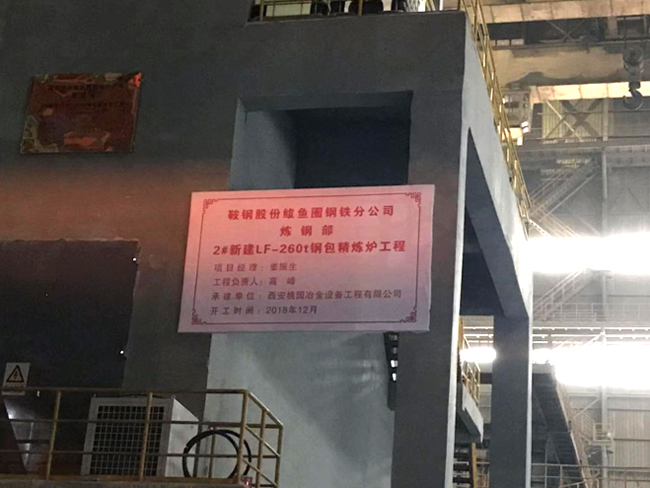 鞍钢股份鲅鱼圈钢铁分公司
炼钢部
2#新建LF-260t钢包精炼炉工程
项目经理：姜振生
工程负责人：高峰
承建单位：西安桃园冶金设备工程有限公司
开工时间：2018年12月